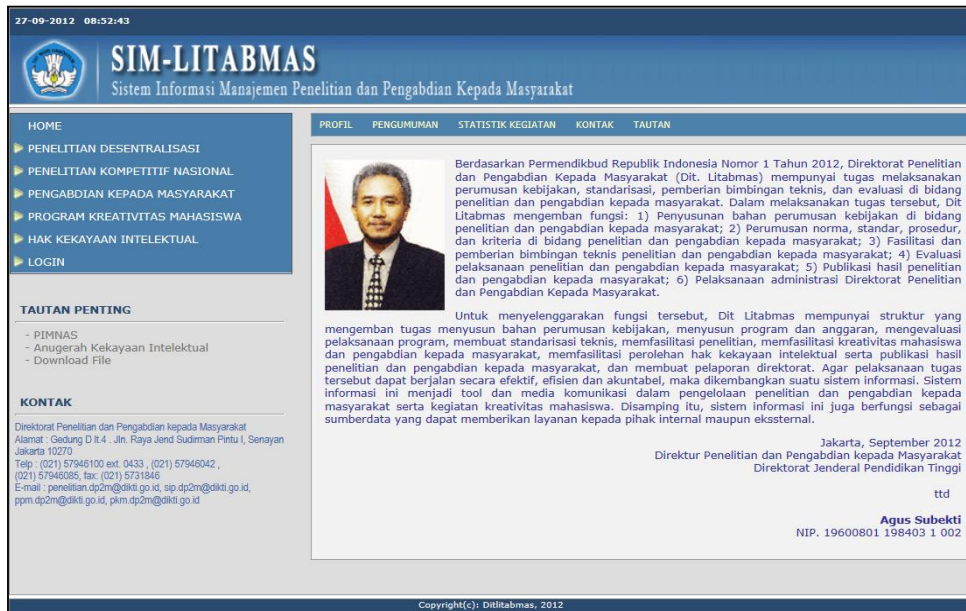 27-09-2012 08:52:43
SIM-LITABMAS
Sistem Informasi Manajemen Penelitian dan Pengabdian Kepada Masyarakat
HOME
PENELITIAN DESENTRALISASI
PENELITIAN KOMPETITIF NASIONAL
PENGABDIAN KEPADA MASYARAKAT
PROGRAM KREATIVITAS MAHASISWA
HAK KEKAYAAN INTELEKTUAL
LOGIN
TAUTAN PENTING
- PIMNAS
- Anugerah Kekayaan Intelektual
- Download File
KONTAK
Direktorat Penelitian dan Pengabdian kepada Masyarakat
Alamat : Gedung D lt.4 . Jln. Raya Jend Sudirman Pintu I, Senayan
Jakarta 10270
Telp : (021) 57946100 ext. 0433 , (021) 57946042 ,
(021) 57946085, fax: (021) 5731846
E-mail : penelitian.dp2m@dikti.go.id, sip.dp2m@dikti.go.id,
ppm.dp2m@dikti.go.id, pkm.dp2m@dikti.go.id
PROFIL PENGUMUMAN STATISTIK KEGIATAN KONTAK TAUTAN
Berdasarkan Permendikbud Republik Indonesia Nomor 1 Tahun 2012, Direktorat Penelitian
dan Pengabdian Kepada Masyarakat (Dit. Litabmas) mempunyai tugas melaksanakan
perumusan kebijakan, standarisasi, pemberian bimbingan teknis, dan evaluasi di bidang
penelitian dan pengabdian kepada masyarakat. Dalam melaksanakan tugas tersebut, Dit
Litabmas mengemban fungsi: 1) Penyusunan bahan perumusan kebijakan di bidang
penelitian dan pengabdian kepada masyarakat; 2) Perumusan norma, standar, prosedur,
dan kriteria di bidang penelitian dan pengabdian kepada masyarakat; 3) Fasilitasi dan
pemberian bimbingan teknis penelitian dan pengabdian kepada masyarakat; 4) Evaluasi
pelaksanaan penelitian dan pengabdian kepada masyarakat; 5) Publikasi hasil penelitian
dan pengabdian kepada masyarakat; 6) Pelaksanaan administrasi Direktorat Penelitian
dan Pengabdian Kepada Masyarakat.
Untuk menyelenggarakan fungsi tersebut, Dit Litabmas mempunyai struktur yang
mengemban tugas menyusun bahan perumusan kebijakan, menyusun program dan anggaran, mengevaluasi
pelaksanaan program, membuat standarisasi teknis, memfasilitasi penelitian, memfasilitasi kreativitas mahasiswa
dan pengabdian kepada masyarakat, memfasilitasi perolehan hak kekayaan intelektual serta publikasi hasil
penelitian dan pengabdian kepada masyarakat, dan membuat pelaporan direktorat. Agar pelaksanaan tugas
tersebut dapat berjalan secara efektif, efisien dan akuntabel, maka dikembangkan suatu sistem informasi. Sistem
informasi ini menjadi tool dan media komunikasi dalam pengelolaan penelitian dan pengabdian kepada
masyarakat serta kegiatan kreativitas mahasiswa. Disamping itu, sistem informasi ini juga berfungsi sebagai
sumberdata yang dapat memberikan layanan kepada pihak internal maupun ekssternal.
Jakarta, September 2012
Direktur Penelitian dan Pengabdian kepada Masyarakat
Direktorat Jenderal Pendidikan Tinggi
ttd
Agus Subekti
NIP. 19600801 198403 1 002
Copyright(c): Ditlitabmas, 2012